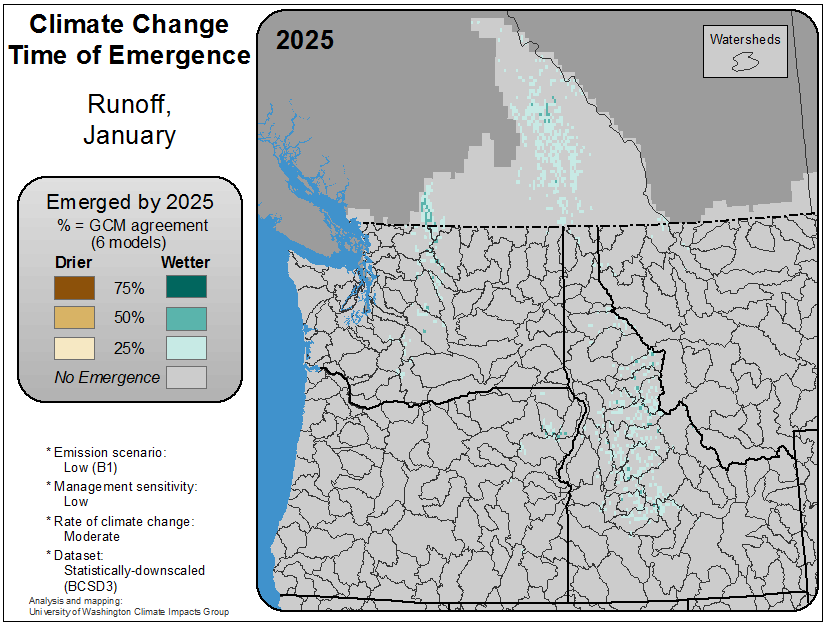 Climate Change
Time of Emergence
Runoff,
January
Emerged by 2025
% = GCM agreement
(6 models)
Drier Wetter
75%
50%
25%
No Emergence
* Emission scenario:
Low (B1)
* Management sensitivity:
Low
* Rate of climate change:
Moderate
* Dataset:
Statistically-downscaled
(BCSD3)
Analysis and mapping:
University of Washington Climate Impacts Group
2025
Watersheds